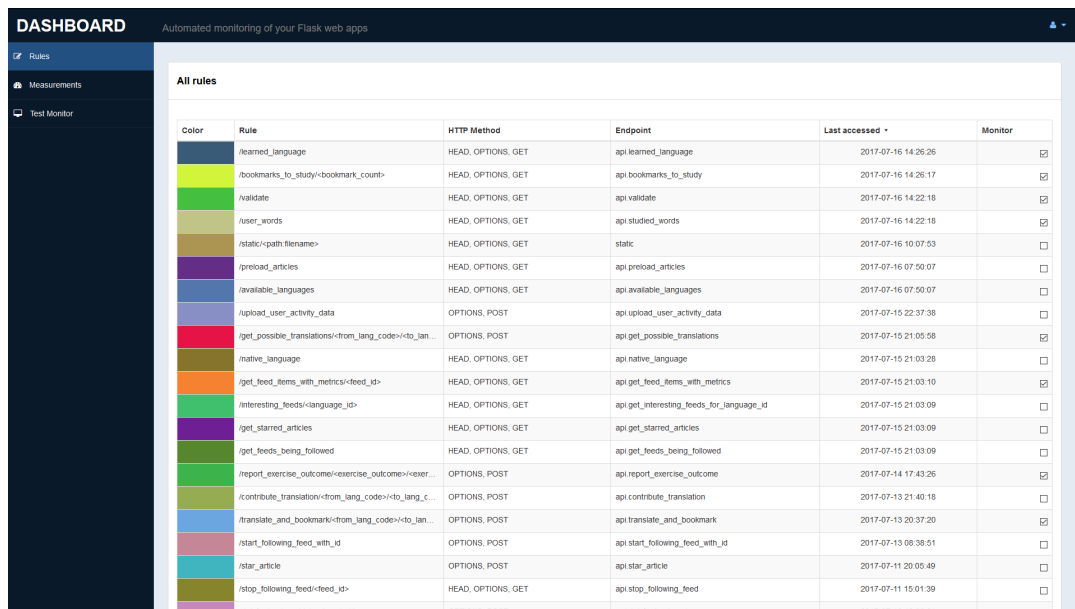 DASHBOARD Automated monitoring of your Flask web apps
Rules
Measurements
Test Monitor
All rules
Color Rule HTTP Method Endpoint Last accessed Monitor
/learned_language HEAD, OPTIONS, GET api.learned_language 2017-07-16 14:26:26
/bookmarks_to_study/<bookmark_count> HEAD, OPTIONS, GET api.bookmarks_to_study 2017-07-16 14:26:17
/validate HEAD, OPTIONS, GET api.validate 2017-07-16 14:22:18
/user_words HEAD, OPTIONS, GET api.studied_words 2017-07-16 14:22:18
/static/<path:filename> HEAD, OPTIONS, GET static 2017-07-16 10:07:53
/preload_articles HEAD, OPTIONS, GET api.preload_articles 2017-07-16 07:50:07
/available_languages HEAD, OPTIONS, GET api.available_languages 2017-07-16 07:50:07
/upload_user_activity_data OPTIONS, POST api.upload_user_activity_data 2017-07-15 22:37:38
/get_possible_translations/<from_lang_code>/<to_lan... OPTIONS, POST api.get_possible_translations 2017-07-15 21:05:58
/native_language HEAD, OPTIONS, GET api.native_language 2017-07-15 21:03:28
/get_feed_items_with_metrics/<feed_id> HEAD, OPTIONS, GET api.get_feed_items_with_metrics 2017-07-15 21:03:10
/interesting_feeds/<language_id> HEAD, OPTIONS, GET api.get_interesting_feeds_for_language_id 2017-07-15 21:03:09
/get_starred_articles HEAD, OPTIONS, GET api.get_starred_articles 2017-07-15 21:03:09
/get_feeds_being_followed HEAD, OPTIONS, GET api.get_feeds_being_followed 2017-07-15 21:03:09
/report_exercise_outcome/<exercise_outcome>/<exer... OPTIONS, POST api.report_exercise_outcome 2017-07-14 17:43:26
/contribute_translation/<from_lang_code>/<to_lang_c... OPTIONS, POST api.contribute_translation 2017-07-13 21:40:18
/translate_and_bookmark/<from_lang_code>/<to_lan... OPTIONS, POST api.translate_and_bookmark 2017-07-13 20:37:20
/start_following_feed_with_id OPTIONS, POST api.start_following_feed_with_id 2017-07-13 08:38:51
/star_article OPTIONS, POST api.star_article 2017-07-11 20:05:49
/stop_following_feed/<feed_id> HEAD, OPTIONS, GET api.stop_following_feed 2017-07-11 15:01:39